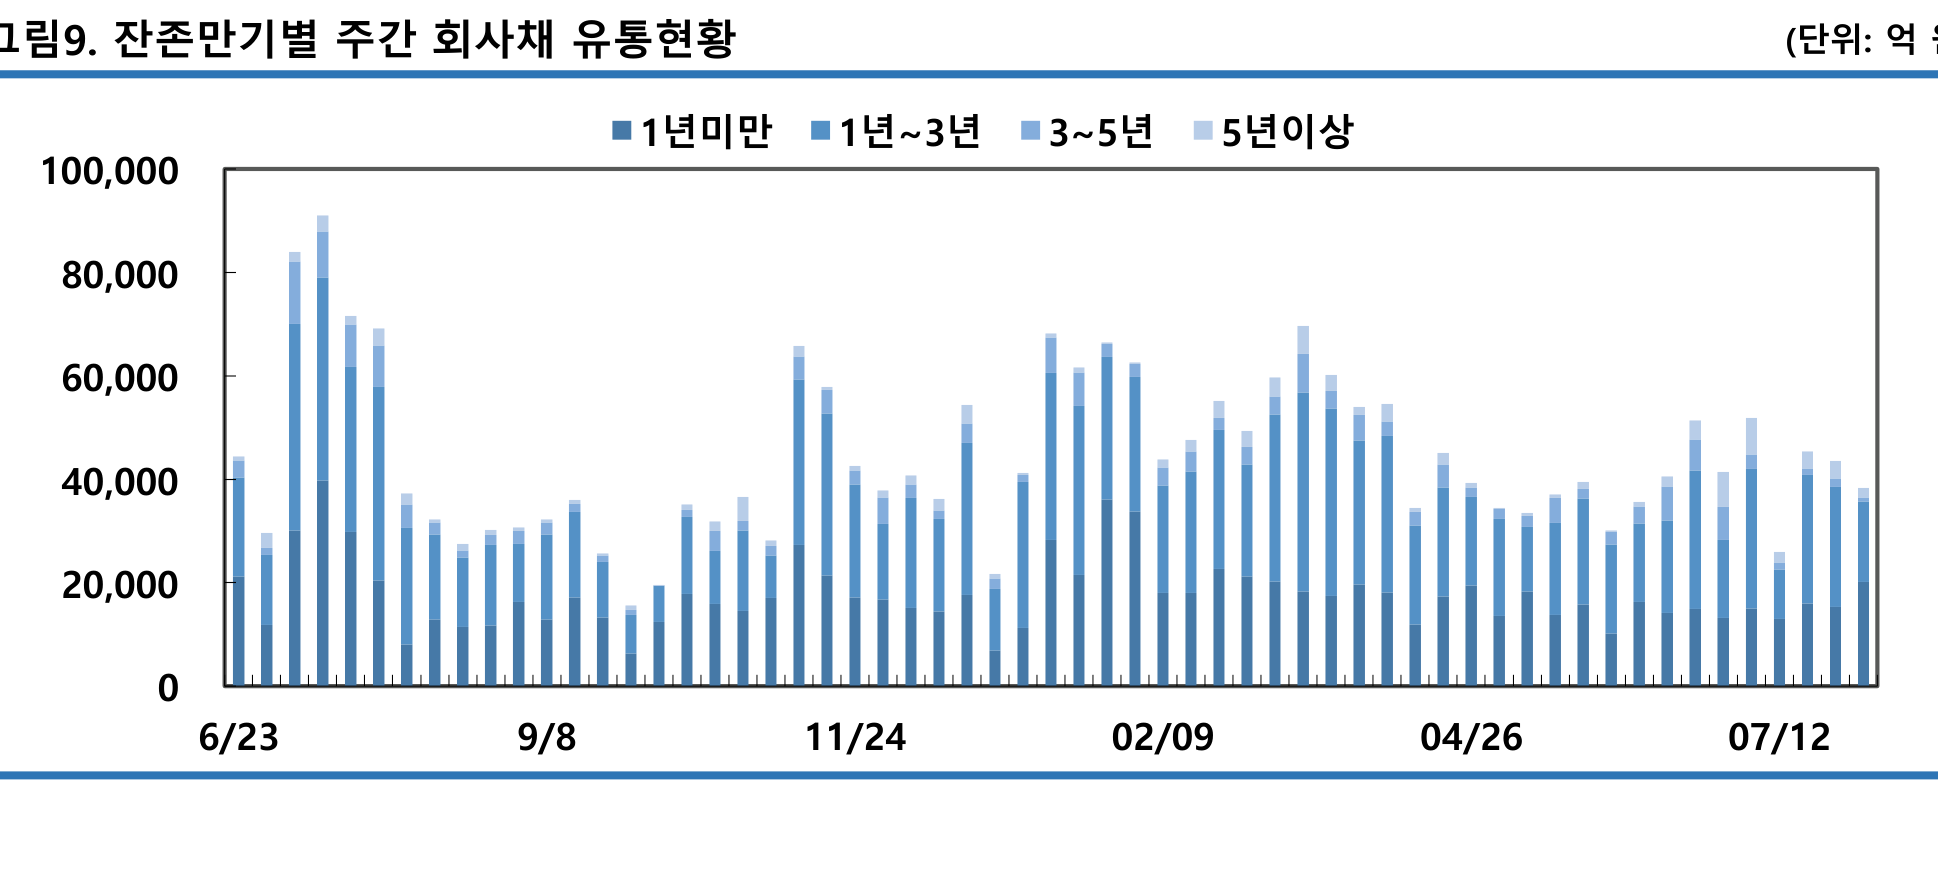 그림9. 잔존만기별 주간 회사채 유통현황
(단위: 억
1년미만 1년~3년 3~5년 5년이상
100,000
80,000
60,000
40,000
20,000
0
6/23 9/8 11/24 02/09 04/26 07/12